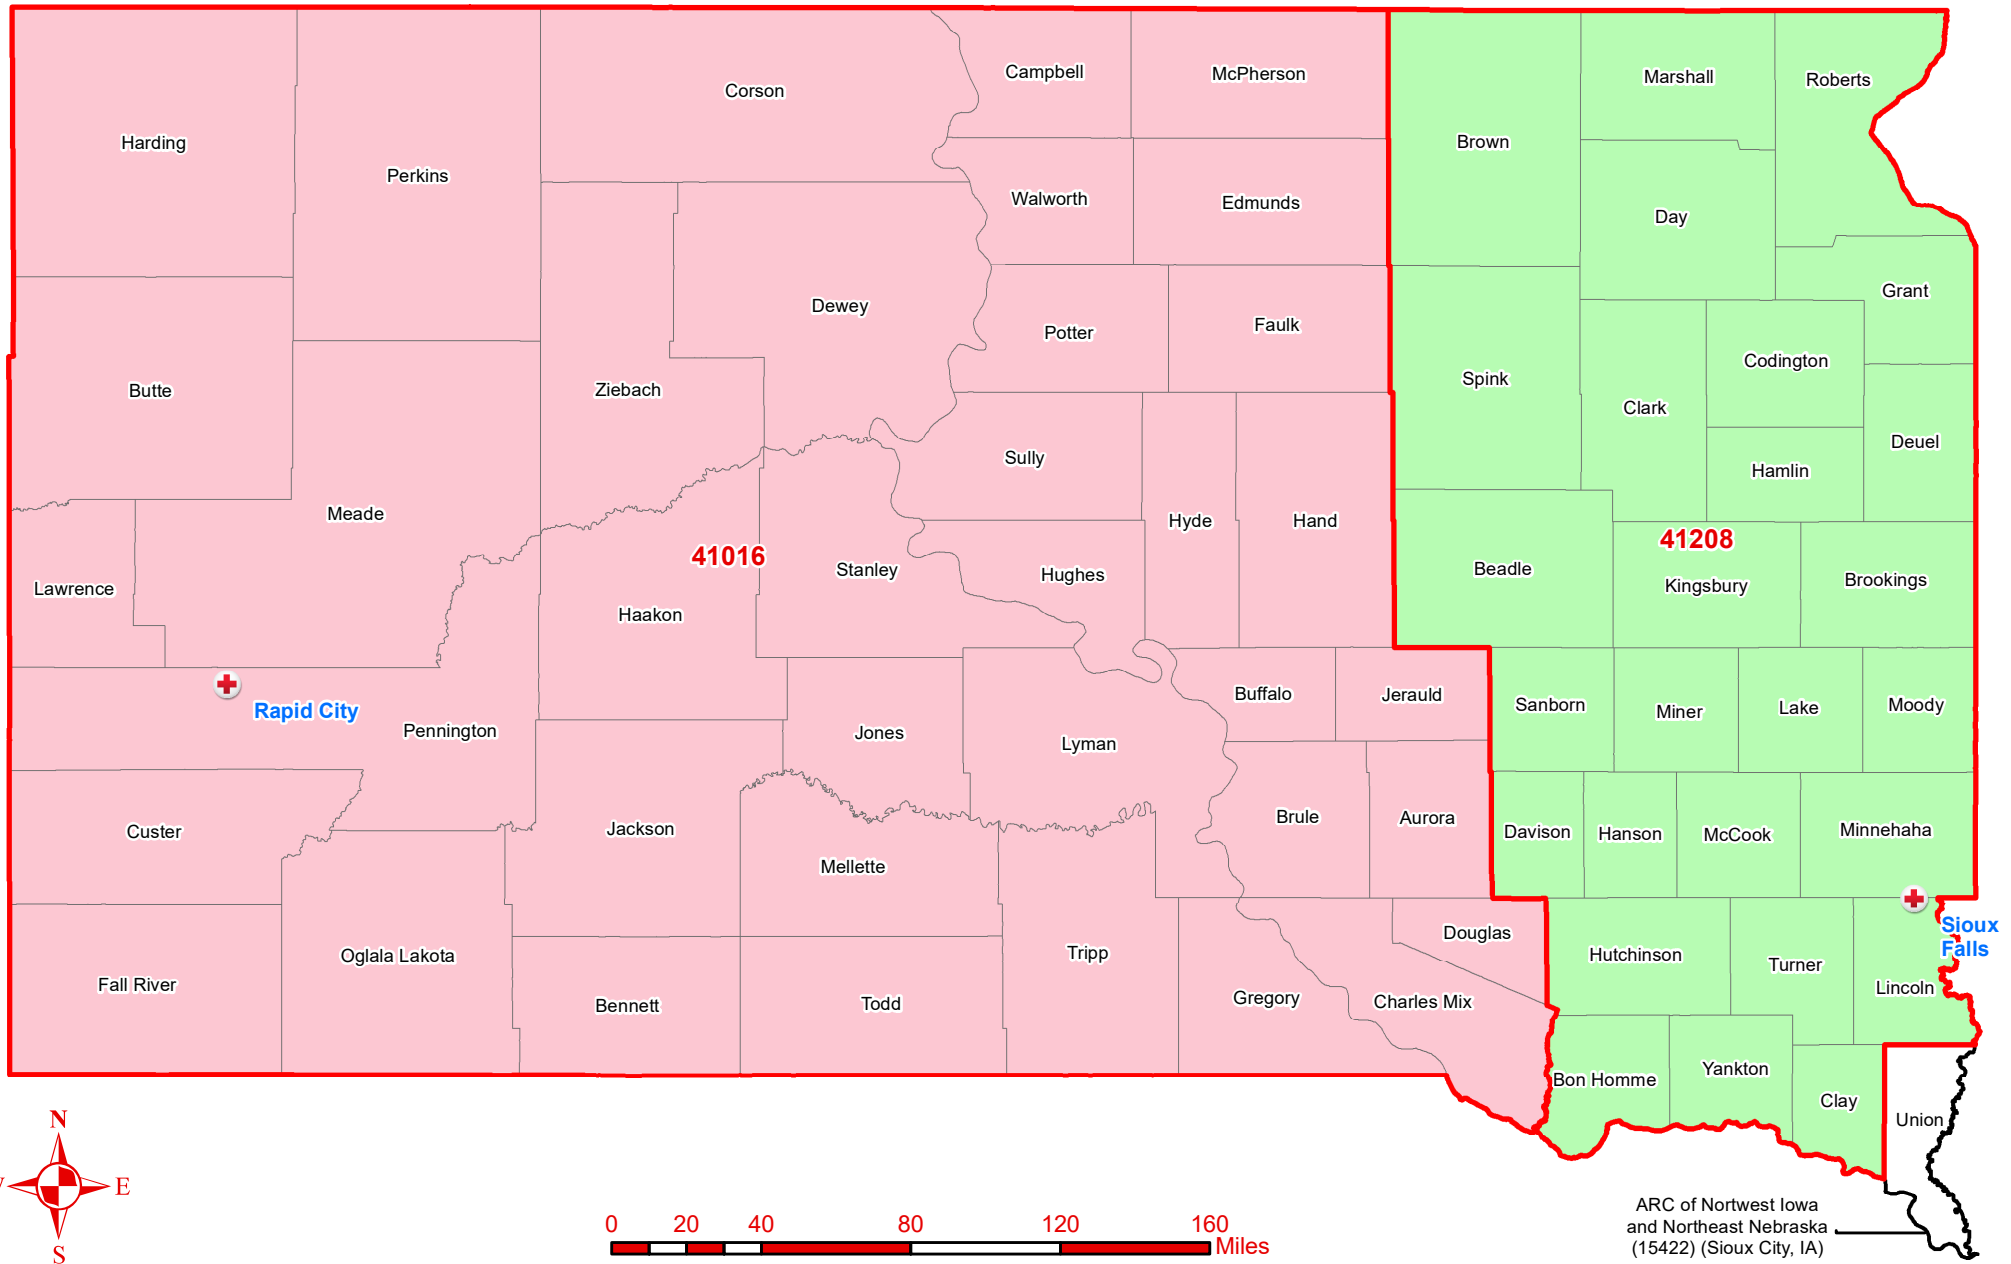 Campbell
McPherson
Marshall
Roberts
Corson
Harding
Brown
Perkins
Walworth
Edmunds
Day
Grant
Dewey
Potter
Faulk
Codington
Butte
Ziebach
Spink
Clark
Deuel
Sully
Hamlin
Meade
Hyde
Hand
41016
41208
Stanley
Hughes
Beadle
Kingsbury
Brookings
Lawrence
Haakon
Buffalo
Jerauld
Sanborn
Miner
Lake
Moody
Rapid City
Pennington
Jones
Lyman
Custer
Jackson
Brule
Aurora
Davison
Hanson
McCook
Minnehaha
Mellette
Sioux
Falls
Douglas
Oglala Lakota
Tripp
Hutchinson
Turner
Lincoln
Fall River
Bennett
Todd
Gregory
Charles Mix
Bon Homme
Yankton
Clay
Union
N
E
S
0 20 40 80 120 160
Miles
ARC of Nortwest Iowa
and Northeast Nebraska
(15422) (Sioux City, IA)